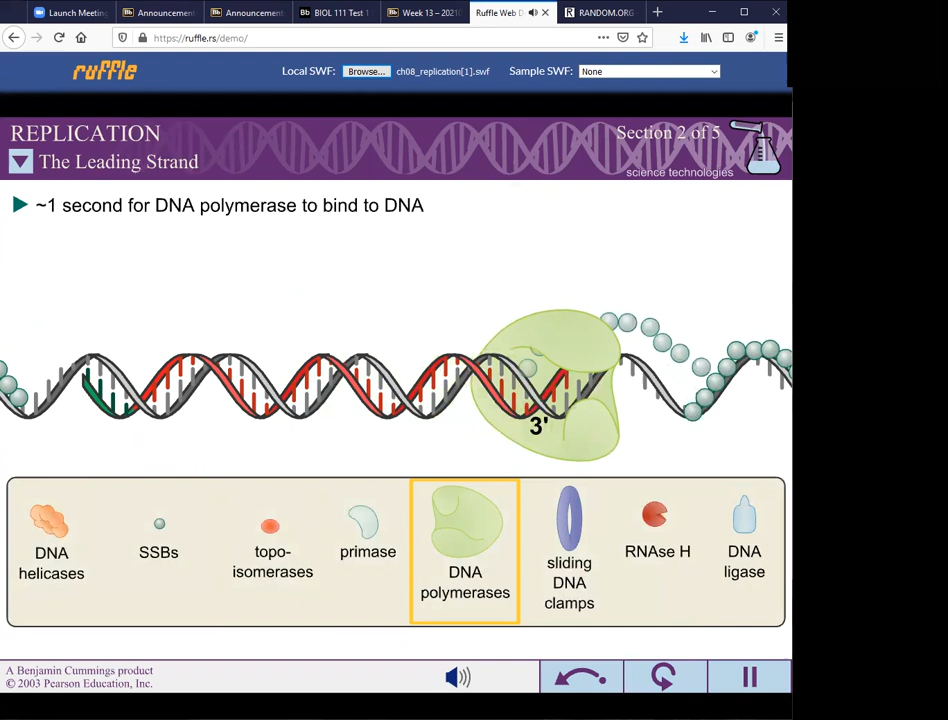 Launch Meeting
Announcement
Announcement
BIOL 111 Test 1
Week 13 – 2021
Ruffle Web D
RANDOM.ORG
https://ruffle.rs/demo/
ruffle
Local SWF: Browse... ch08_replication[1].swf Sample SWF: None
REPLICATION
Section 2 of 5
The Leading Strand
science technologies
~1 second for DNA polymerase to bind to DNA
3'
DNA helicases
SSBs
topo-
isomerases
primase
DNA
polymerases
sliding
DNA
clamps
RNAse H
DNA
ligase
A Benjamin Cummings product
© 2003 Pearson Education, Inc.